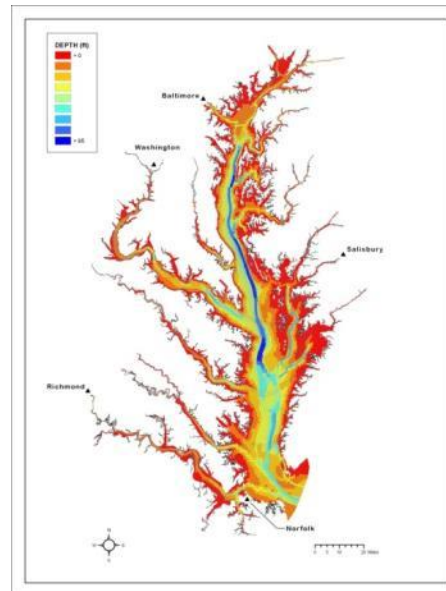 DEPTH (ft)
Baltimore
Washington
Salisbury
Richmond
Norfolk